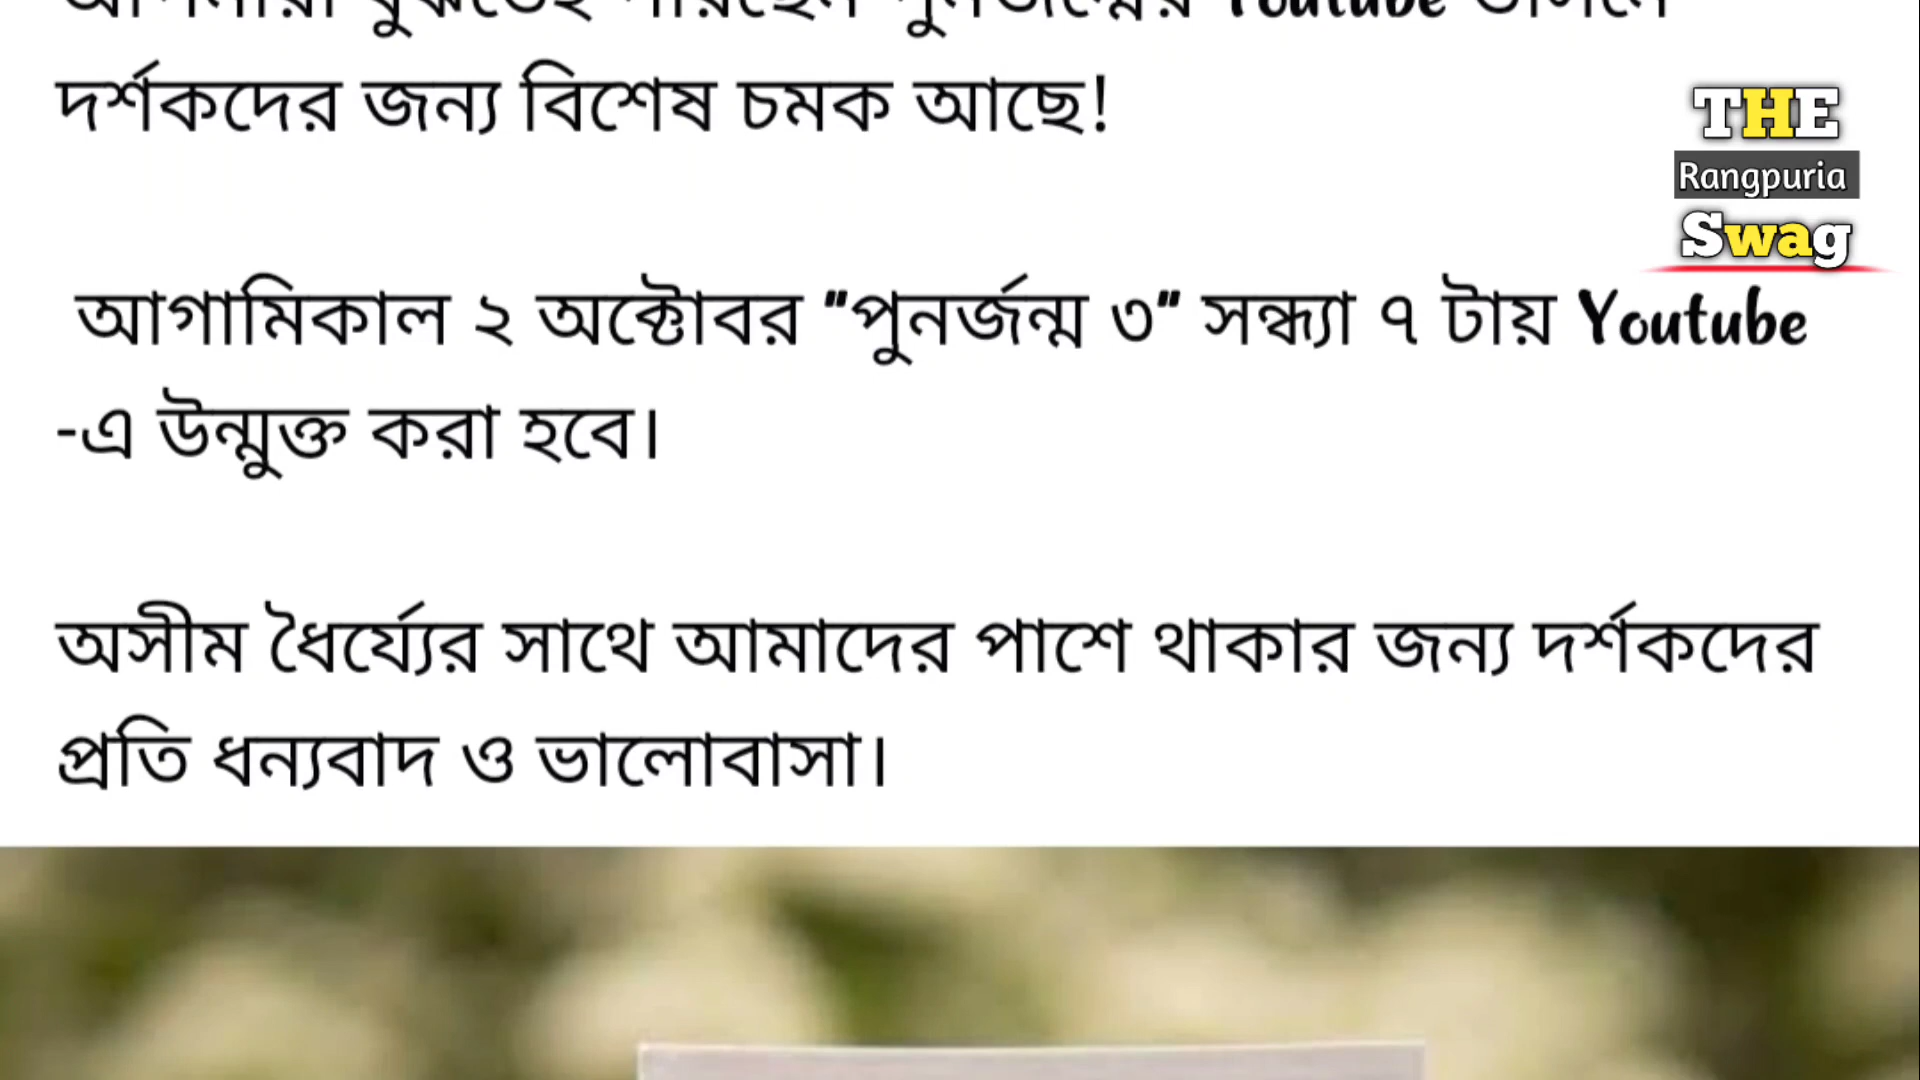 Youtube
দর্শকদের জন্য বিশেষ চমক আছে!
THE
Rangpuria
Swag
আগামিকাল ২ অক্টোবর "পুনর্জন্ম ৩" সন্ধ্যা ৭ টায় Youtube
-এ উন্মুক্ত করা হবে।
অসীম ধৈর্য্যের সাথে আমাদের পাশে থাকার জন্য দর্শকদের
প্রতি ধন্যবাদ ও ভালোবাসা।